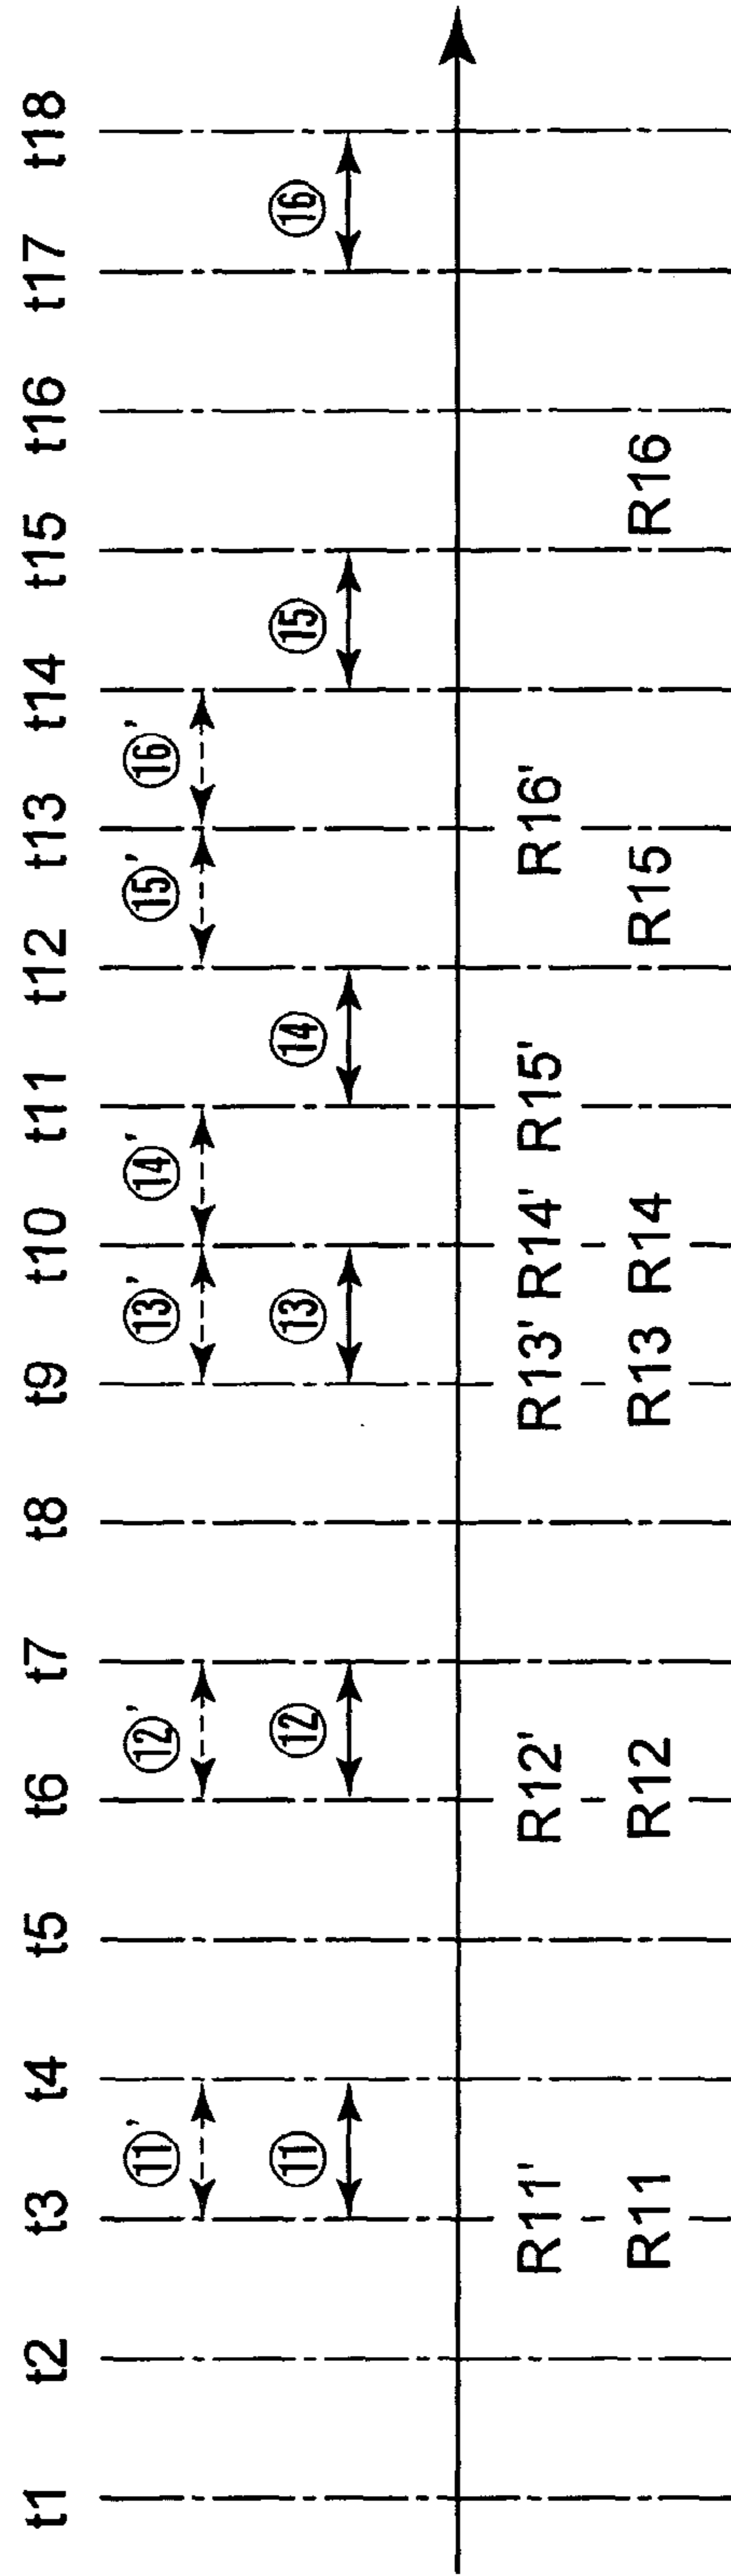 t1 t2 t3 t4 t5 t6 t7 t8 t9 t10 t11 t12 t13 t14 t15 t16 t17 t18
⑪' ⑫' ⑬' ⑭' ⑮' ⑯'
⑪ ⑫ ⑬ ⑭ ⑮ ⑯
R11' R12' R13' R14' R15' R16'
R11 R12 R13 R14 R15 R16